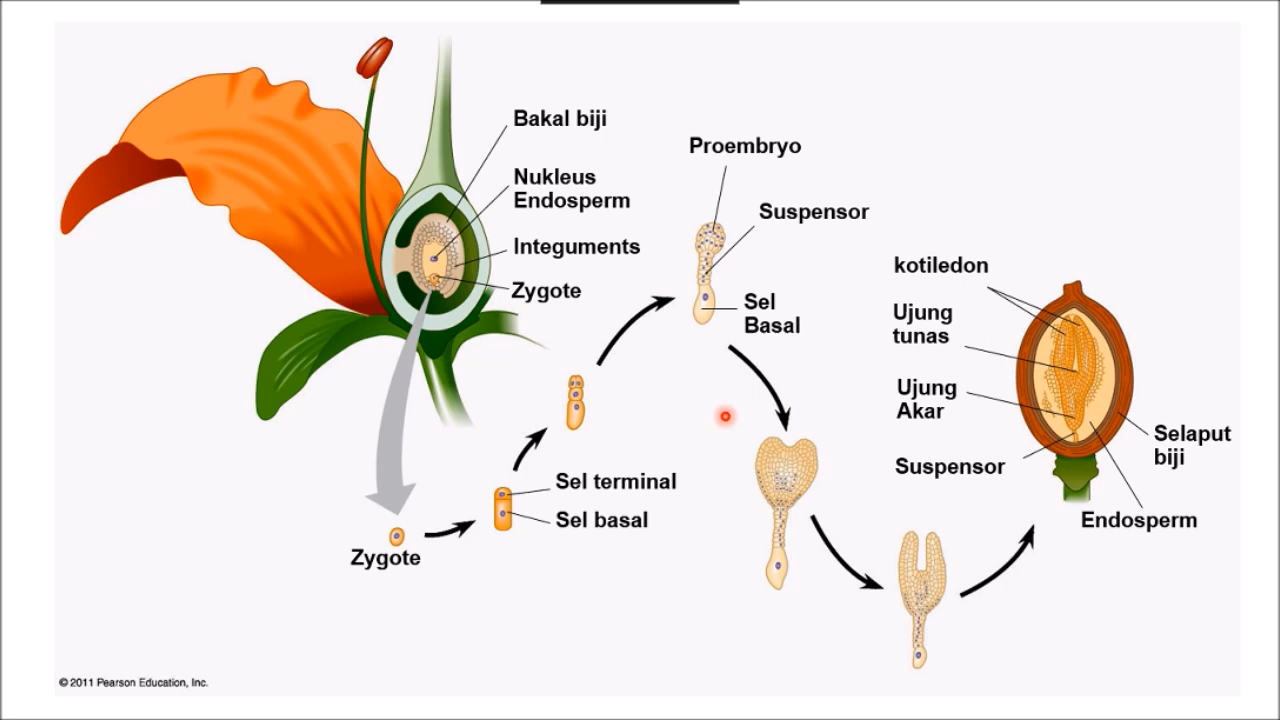 Bakal biji
Nukleus
Endosperm
Integuments
Zygote
Zygote
Sel terminal
Sel basal
Proembryo
Suspensor
Sel
Basal
kotiledon
Ujung
tunas
Ujung
Akar
Suspensor
Selaput
biji
Endosperm
© 2011 Pearson Education, Inc.